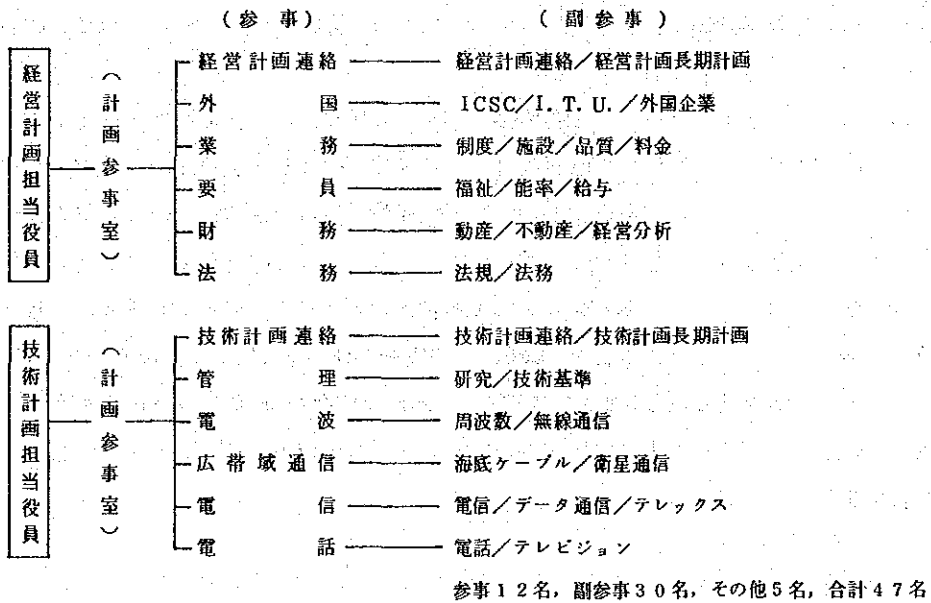 (参事) (副参事)
経営計画担当役員
(計画参事室)
経営計画連絡 経営計画連絡/経営計画長期計画
外国 ICSC/I.T.U./外国企業
業務 制度/施設/品質/料金
要員 福祉/能率/給与
財務 動産/不動産/経営分析
法務 法規/法務
技術計画担当役員
(計画参事室)
技術計画連絡 技術計画連絡/技術計画長期計画
管理 研究/技術基準
電波 周波数/無線通信
広帯域通信 海底ケーブル/衛星通信
電信 電信/データ通信/テレックス
電話 電話/テレビジョン
参事12名,副参事30名,その他5名,合計47名